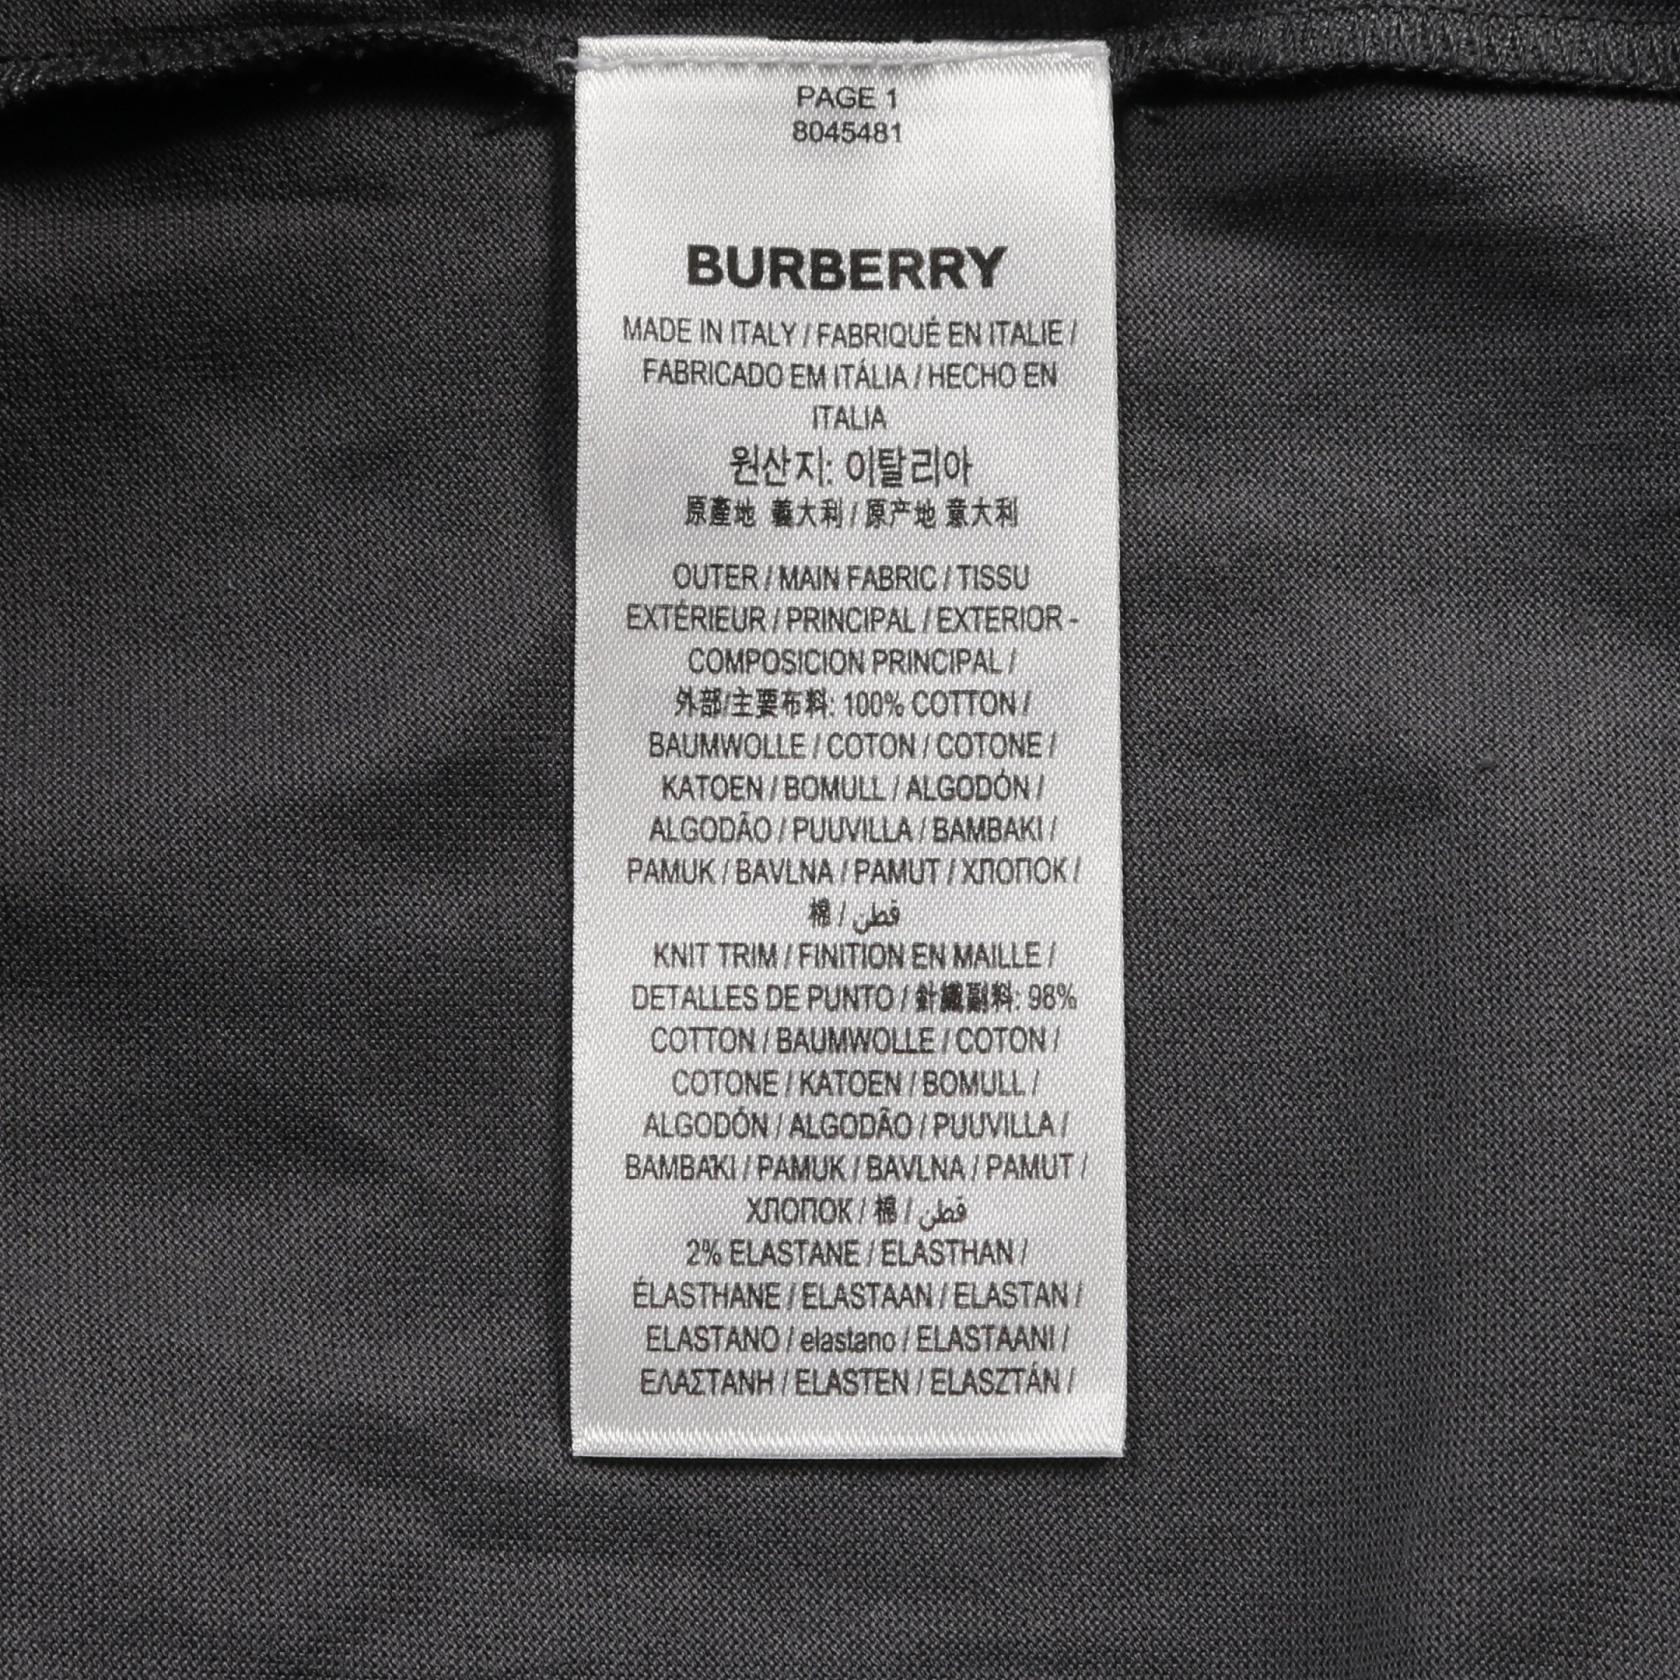 PAGE 1
8045481
BURBERRY
MADE IN ITALY / FABRIQUÉ EN ITALIE /
FABRICADO EM ITÁLIA / HECHO EN
ITALIA
원산지: 이탈리아
原產地 義大利 / 原产地 意大利
OUTER / MAIN FABRIC / TISSU
EXTÉRIEUR / PRINCIPAL / EXTERIOR -
COMPOSICION PRINCIPAL /
外部/主要布料: 100% COTTON /
BAUMWOLLE / COTON / COTONE /
KATOEN / BOMULL / ALGODÓN /
ALGODÃO / PUUVILLA / BAMBAKI /
PAMUK / BAVLNA / PAMUT / ХЛОПОК /
棉 / قطن
KNIT TRIM / FINITION EN MAILLE /
DETALLES DE PUNTO / 針織副料: 98%
COTTON / BAUMWOLLE / COTON /
COTONE / KATOEN / BOMULL /
ALGODÓN / ALGODÃO / PUUVILLA /
BAMBAKI / PAMUK / BAVLNA / PAMUT /
ХЛОПОК / 棉 / قطن
2% ELASTANE / ELASTHAN /
ÉLASTHANE / ELASTAAN / ELASTAN /
ELASTANO / elastano / ELASTAANI /
ΕΛΑΣΤΑΝΗ / ELASTEN / ELASZTÁN /